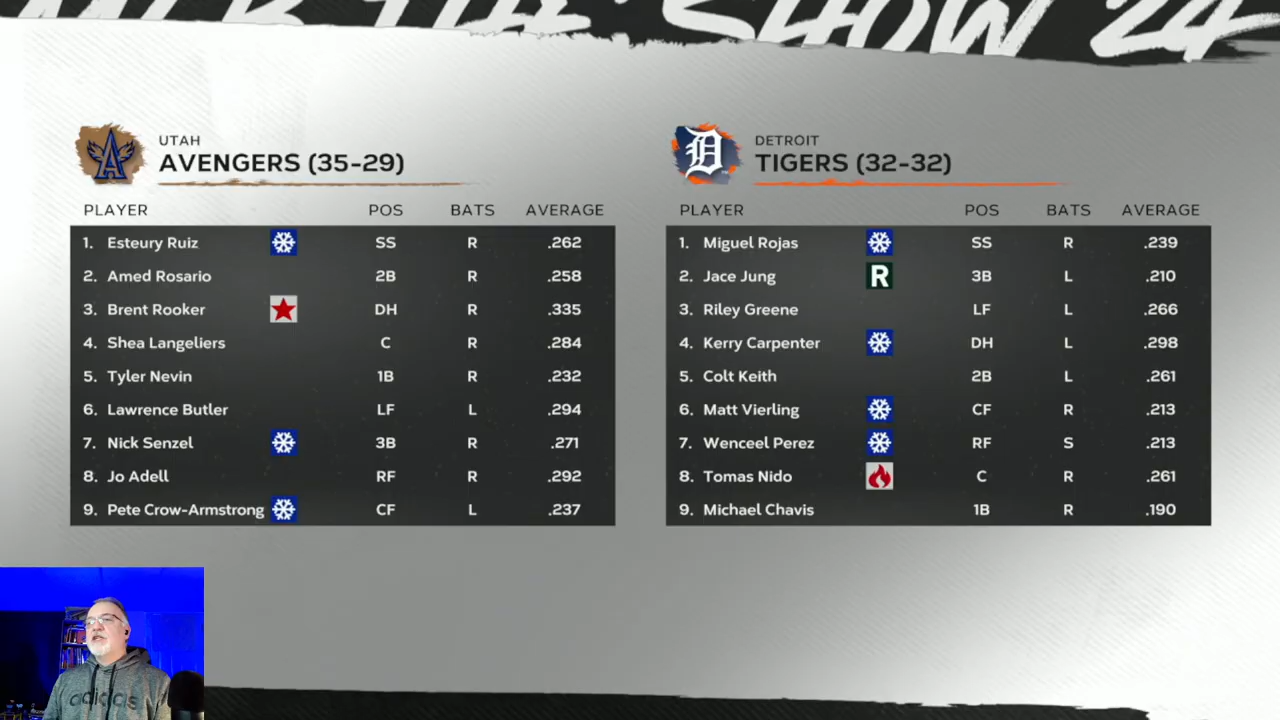 MLB THE SHOW 24
UTAH
AVENGERS (35-29)
PLAYER POS BATS AVERAGE
1. Esteury Ruiz SS R .262
2. Amed Rosario 2B R .258
3. Brent Rooker DH R .335
4. Shea Langeliers C R .284
5. Tyler Nevin 1B R .232
6. Lawrence Butler LF L .294
7. Nick Senzel 3B R .271
8. Jo Adell RF R .292
9. Pete Crow-Armstrong CF L .237
DETROIT
TIGERS (32-32)
PLAYER POS BATS AVERAGE
1. Miguel Rojas SS R .239
2. Jace Jung R 3B L .210
3. Riley Greene LF L .266
4. Kerry Carpenter DH L .298
5. Colt Keith 2B L .261
6. Matt Vierling CF R .213
7. Wenceel Perez RF S .213
8. Tomas Nido C R .261
9. Michael Chavis 1B R .190
adidas